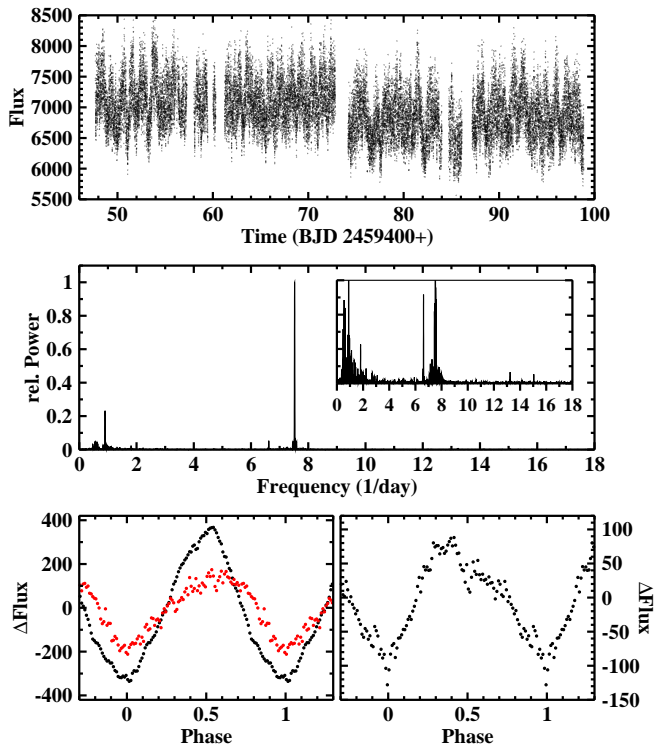 8500
8000
7500
7000
6500
6000
5500
Flux
50 60 70 80 90 100
Time (BJD 2459400+)
1
0.8
0.6
0.4
0.2
0
rel. Power
0 2 4 6 8 10 12 14 16 18
0 2 4 6 8 10 12 14 16 18
Frequency (1/day)
400
200
0
-200
-400
ΔFlux
0 0.5 1
Phase
100
50
0
-50
-100
-150
ΔFlux
0 0.5 1
Phase